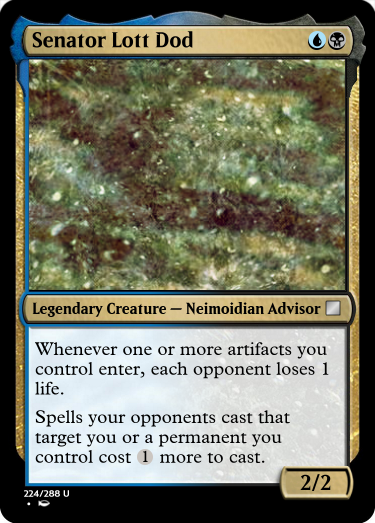 Senator Lott Dod
Legendary Creature — Neimoidian Advisor
Whenever one or more artifacts you
control enter, each opponent loses 1
life.
Spells your opponents cast that
target you or a permanent you
control cost 1 more to cast.
2/2
224/288 U